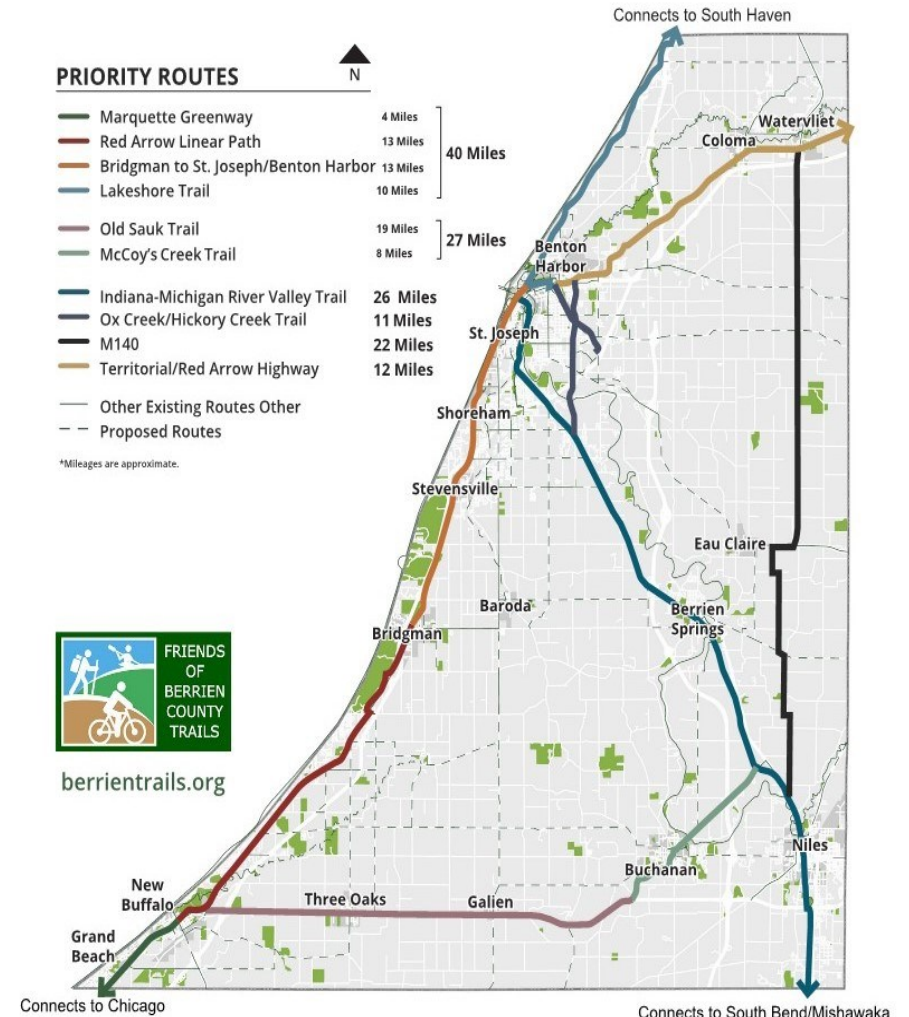 Connects to South Haven
N
PRIORITY ROUTES
Marquette Greenway 4 Miles
Red Arrow Linear Path 13 Miles
Bridgman to St. Joseph/Benton Harbor 13 Miles
Lakeshore Trail 10 Miles
40 Miles
Old Sauk Trail 19 Miles
McCoy's Creek Trail 8 Miles
27 Miles
Indiana-Michigan River Valley Trail 26 Miles
Ox Creek/Hickory Creek Trail 11 Miles
M140 22 Miles
Territorial/Red Arrow Highway 12 Miles
Other Existing Routes Other
Proposed Routes
*Mileages are approximate.
Watervliet
Coloma
Benton
Harbor
St. Joseph
Shoreham
Stevensville
Eau Claire
Baroda
Berrien
Springs
Bridgman
FRIENDS
OF
BERRIEN
COUNTY
TRAILS
berrientrails.org
Niles
Buchanan
New
Buffalo
Three Oaks
Galien
Grand
Beach
Connects to Chicago
Connects to South Bend/Mishawaka